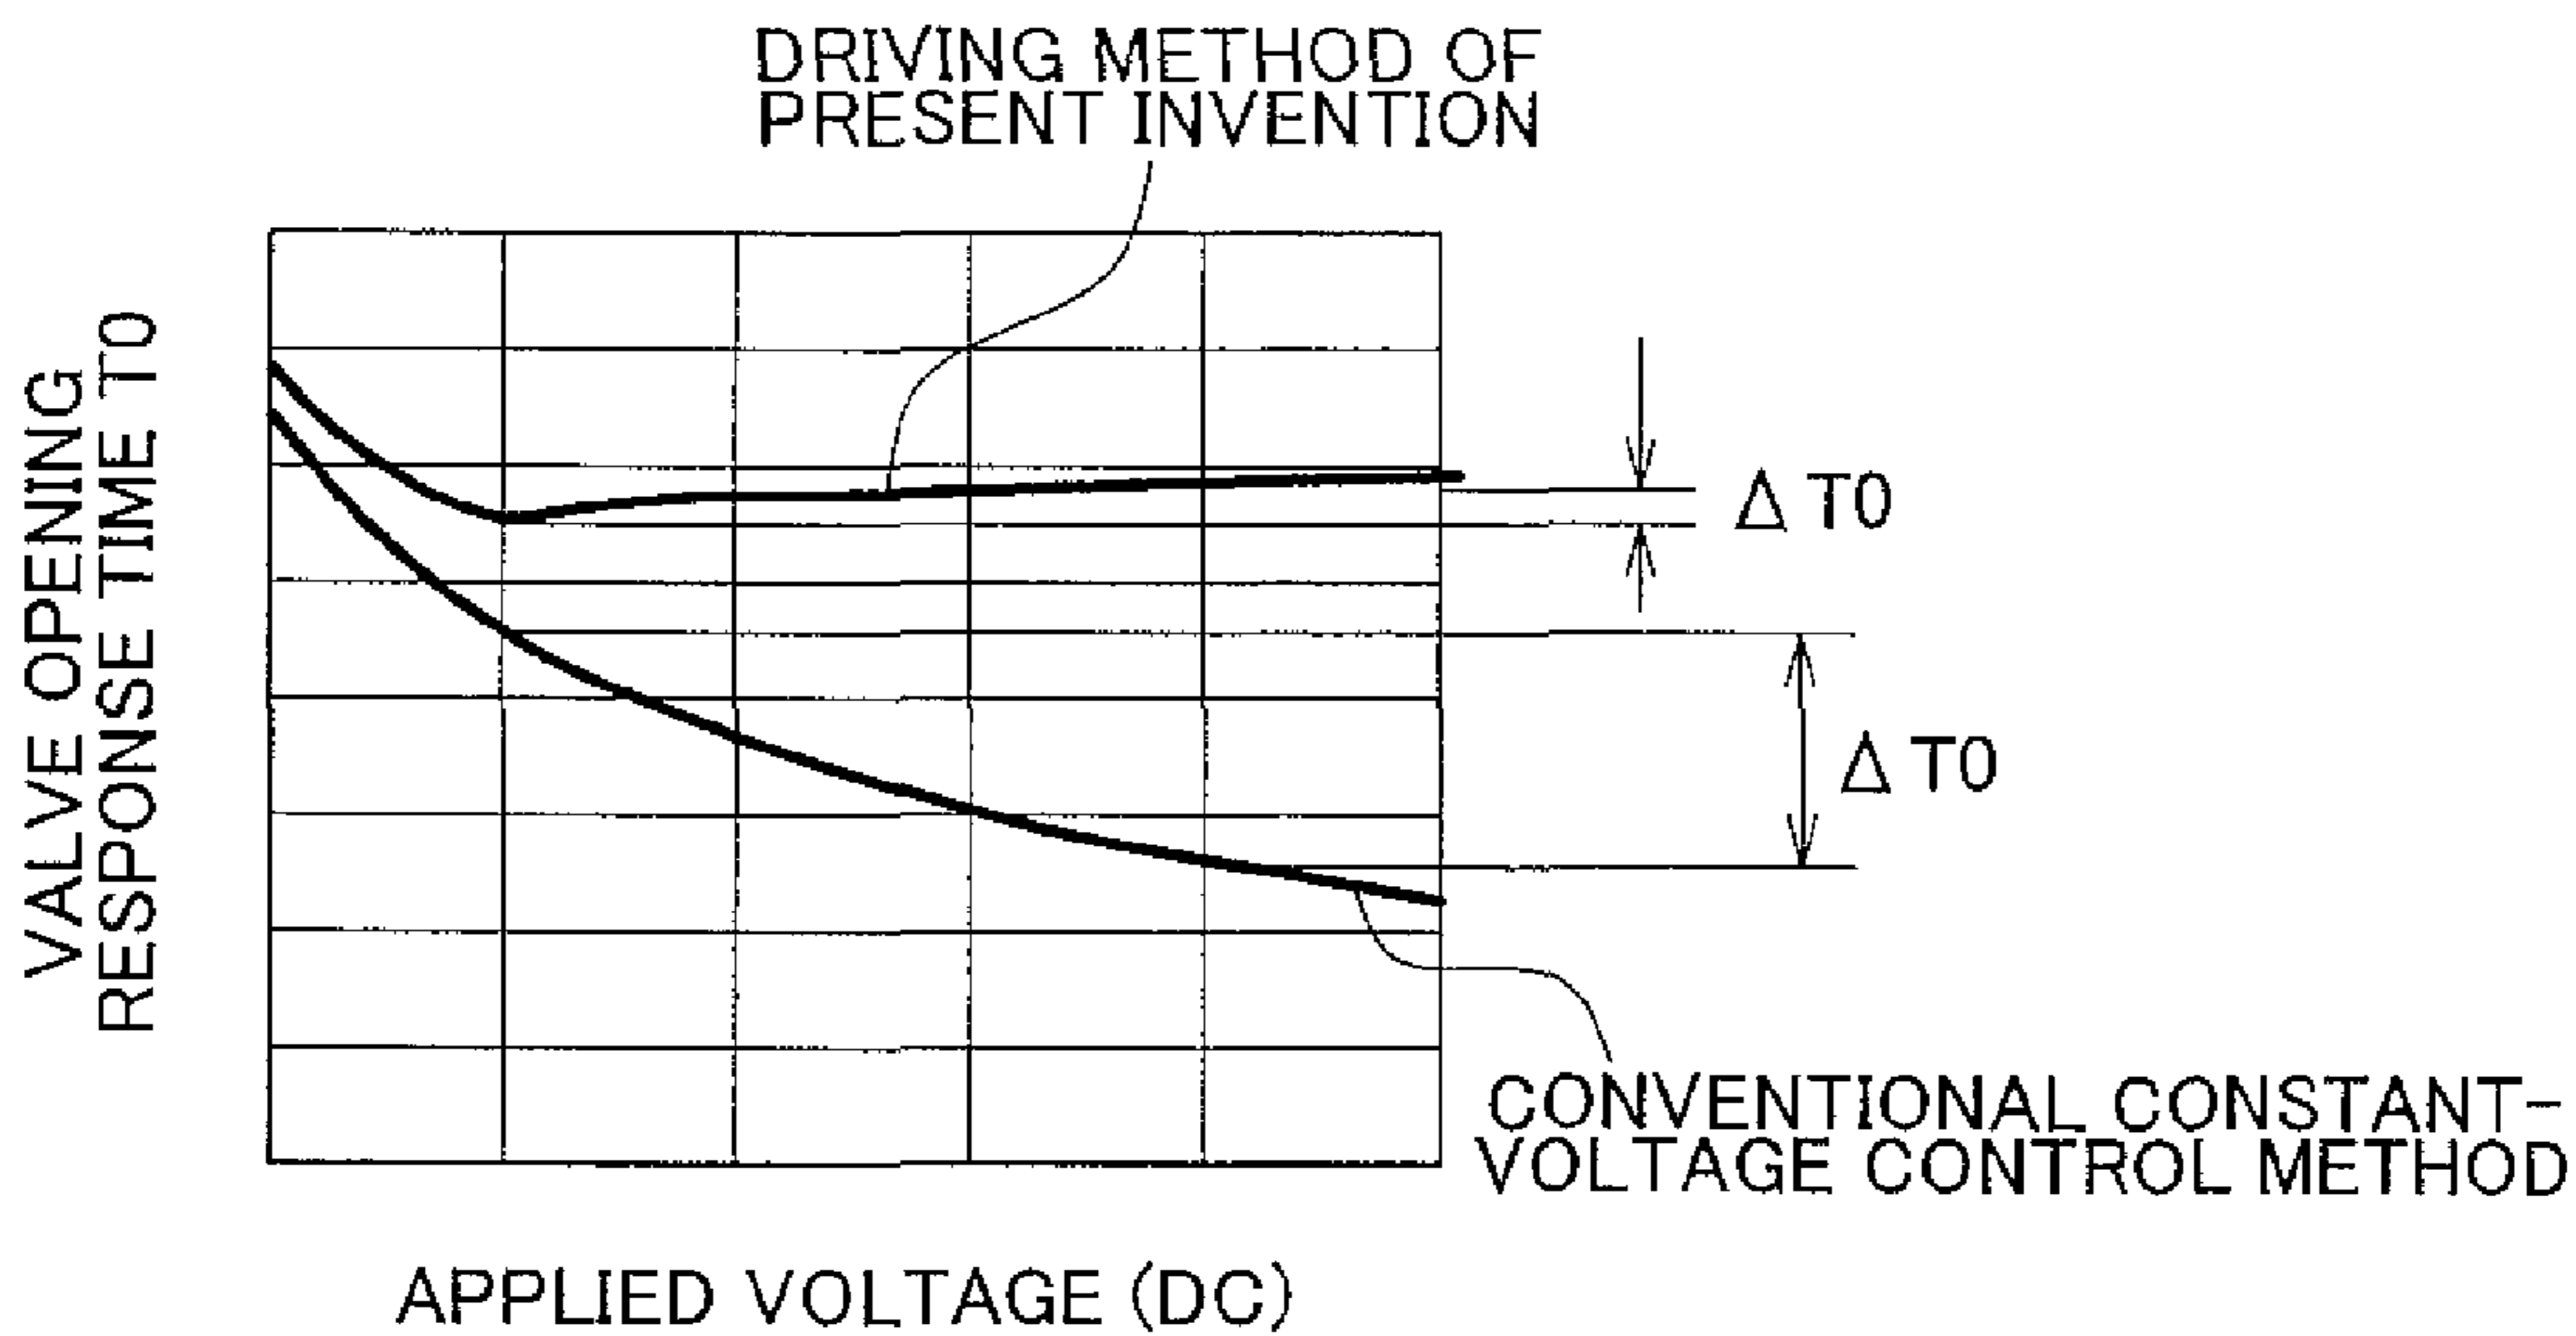 DRIVING METHOD OF
PRESENT INVENTION
VALVE OPENING
RESPONSE TIME T0
Δ T0
Δ T0
CONVENTIONAL CONSTANT-
VOLTAGE CONTROL METHOD
APPLIED VOLTAGE (DC)